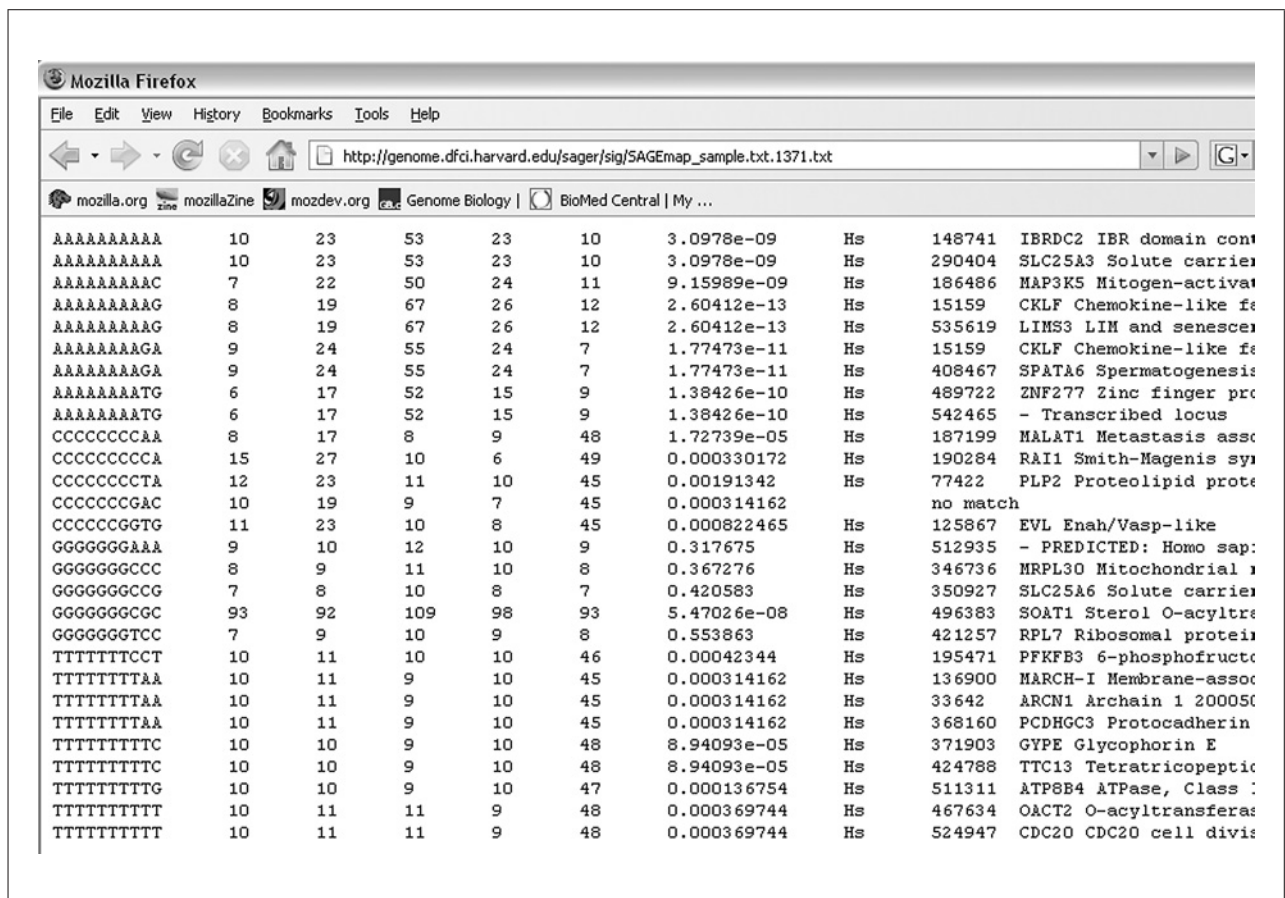 Mozilla Firefox
File Edit View History Bookmarks Tools Help
http://genome.dfci.harvard.edu/sager/sig/SAGEmap_sample.txt.1371.txt G
mozilla.org mozillaZine mozdev.org Genome Biology | BioMed Central | My ...
AAAAAAAAAA 10 23 53 23 10 3.0978e-09 Hs 148741 IBRDC2 IBR domain cont
AAAAAAAAAA 10 23 53 23 10 3.0978e-09 Hs 290404 SLC25A3 Solute carrier
AAAAAAAAAC 7 22 50 24 11 9.15989e-09 Hs 186486 MAP3K5 Mitogen-activat
AAAAAAAAAG 8 19 67 26 12 2.60412e-13 Hs 15159 CKLF Chemokine-like fa
AAAAAAAAAG 8 19 67 26 12 2.60412e-13 Hs 535619 LIMS3 LIM and senescen
AAAAAAAAGA 9 24 55 24 7 1.77473e-11 Hs 15159 CKLF Chemokine-like fa
AAAAAAAAGA 9 24 55 24 7 1.77473e-11 Hs 408467 SPATA6 Spermatogenesis
AAAAAAAATG 6 17 52 15 9 1.38426e-10 Hs 489722 ZNF277 Zinc finger pro
AAAAAAAATG 6 17 52 15 9 1.38426e-10 Hs 542465 - Transcribed locus
CCCCCCCCAA 8 17 8 9 48 1.72739e-05 Hs 187199 MALAT1 Metastasis asso
CCCCCCCCCA 15 27 10 6 49 0.000330172 Hs 190284 RAI1 Smith-Magenis syn
CCCCCCCCTA 12 23 11 10 45 0.00191342 Hs 77422 PLP2 Proteolipid prote
CCCCCCCGAC 10 19 9 7 45 0.000314162 no match
CCCCCCGGTG 11 23 10 8 45 0.000822465 Hs 125867 EVL Enah/Vasp-like
GGGGGGGAAA 9 10 12 10 9 0.317675 Hs 512935 - PREDICTED: Homo sap
GGGGGGGCCC 8 9 11 10 8 0.367276 Hs 346736 MRPL30 Mitochondrial
GGGGGGGCCG 7 8 10 8 7 0.420583 Hs 350927 SLC25A6 Solute carrier
GGGGGGGCGC 93 92 109 98 93 5.47026e-08 Hs 496383 SOAT1 Sterol O-acyltra
GGGGGGGTCC 7 9 10 9 8 0.553863 Hs 421257 RPL7 Ribosomal protein
TTTTTTTCCT 10 11 10 10 46 0.00042344 Hs 195471 PFKFB3 6-phosphofructo
TTTTTTTTAA 10 11 9 10 45 0.000314162 Hs 136900 MARCH-I Membrane-assoc
TTTTTTTTAA 10 11 9 10 45 0.000314162 Hs 33642 ARCN1 Archain 1 200050
TTTTTTTTAA 10 11 9 10 45 0.000314162 Hs 368160 PCDHGC3 Protocadherin
TTTTTTTTTC 10 10 9 10 48 8.94093e-05 Hs 371903 GYPE Glycophorin E
TTTTTTTTTC 10 10 9 10 48 8.94093e-05 Hs 424788 TTC13 Tetratricopeptic
TTTTTTTTTG 10 10 9 10 47 0.000136754 Hs 511311 ATP8B4 ATPase, Class
TTTTTTTTTT 10 11 11 9 48 0.000369744 Hs 467634 OACT2 O-acyltransferas
TTTTTTTTTT 10 11 11 9 48 0.000369744 Hs 524947 CDC20 CDC20 cell divis